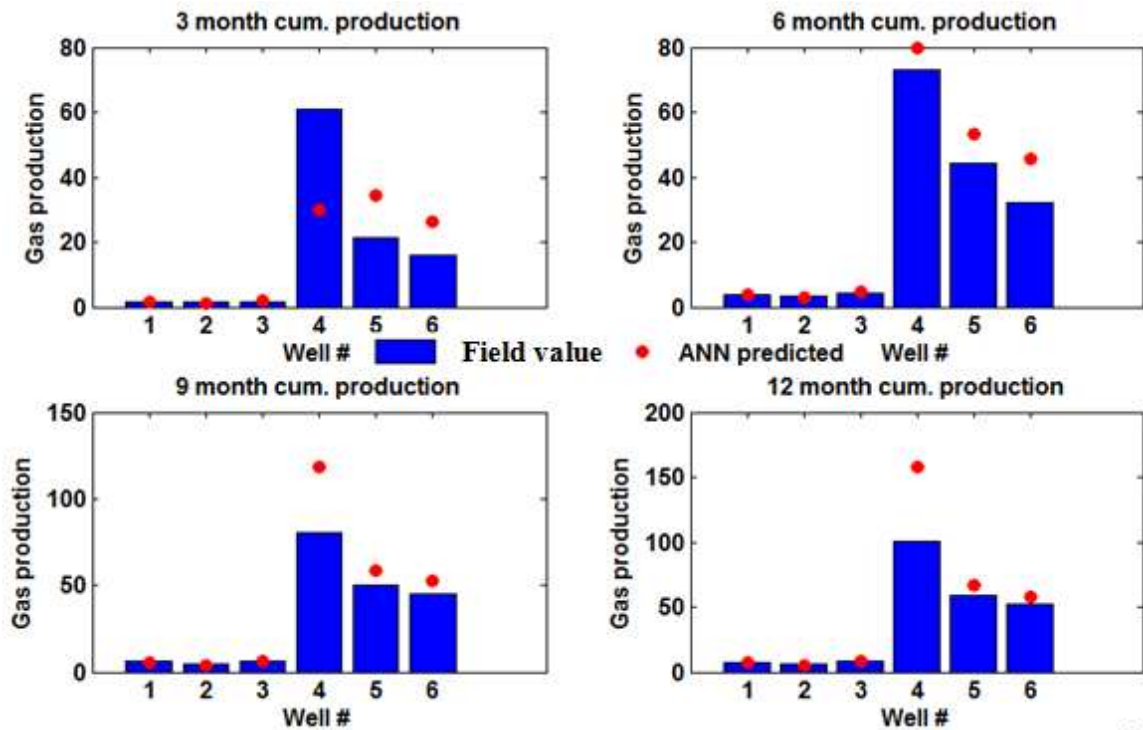 3 month cum. production
80
60
40
20
0
Gas production
1 2 3 4 5 6
Well #
6 month cum. production
80
60
40
20
0
Gas production
1 2 3 4 5 6
Well #
Field value
ANN predicted
9 month cum. production
150
100
50
0
Gas production
1 2 3 4 5 6
Well #
12 month cum. production
200
150
100
50
0
Gas production
1 2 3 4 5 6
Well #